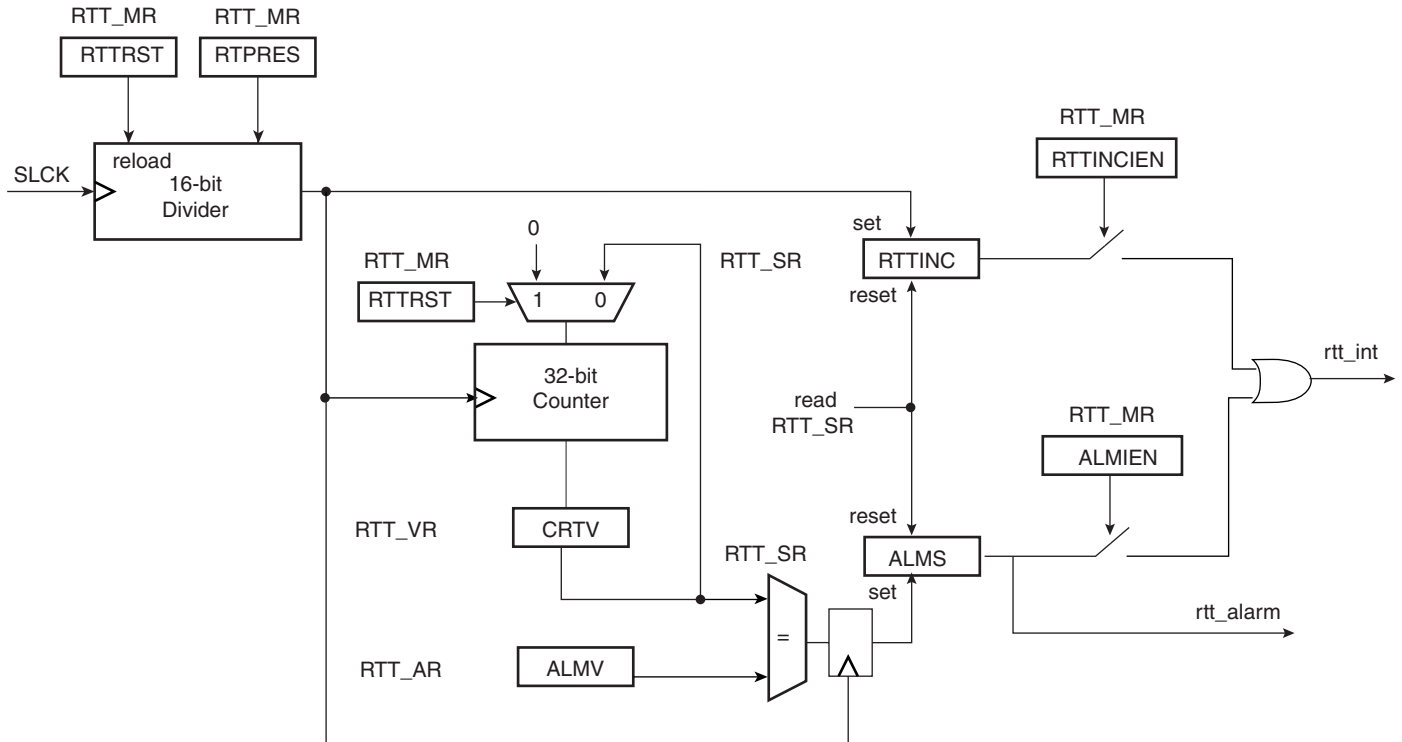 RTT_MR
RTT_MR
RTTRST
RTPRES
reload
16-bit
Divider
SLCK
RTT_MR
RTTINCIEN
set
RTTINC
reset
0
RTT_MR
RTT_SR
RTTRST
1
0
32-bit
Counter
read
RTT_SR
rtt_int
RTT_MR
ALMIEN
RTT_VR
CRTV
reset
RTT_SR
ALMS
set
=
rtt_alarm
RTT_AR
ALMV